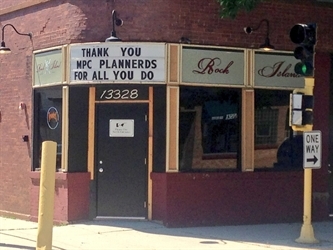 THANK YOU
MPC PLANNERDS
FOR ALL YOU DO
Rock Island
13328
ONE
WAY